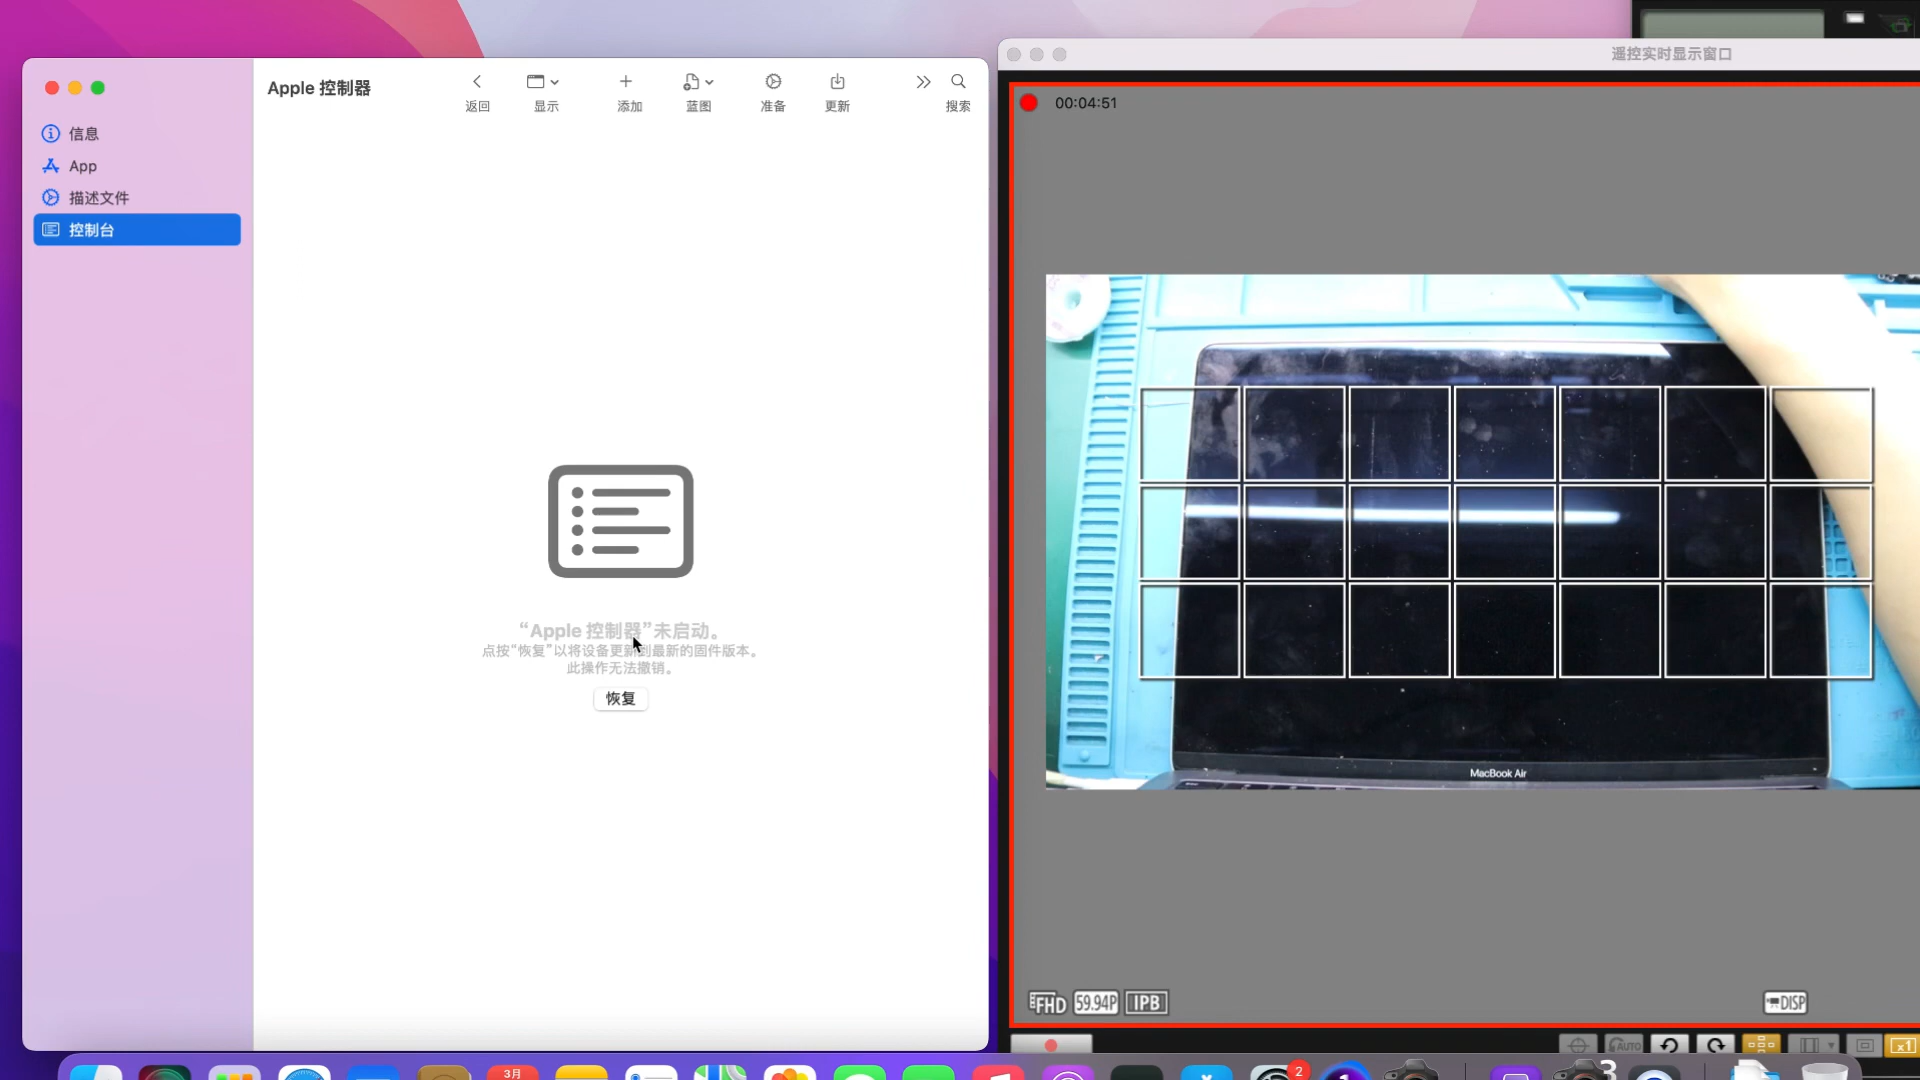 遥控实时显示窗口
Apple 控制器
返回
显示
添加
蓝图
准备
更新
搜索
00:04:51
信息
App
描述文件
控制台
“Apple 控制器”未启动。
点按“恢复”以将设备更新到最新的固件版本。
此操作无法撤销。
恢复
MacBook Air
FHD 59.94P IPB
DISP
AUTO
x1
3月
2
3